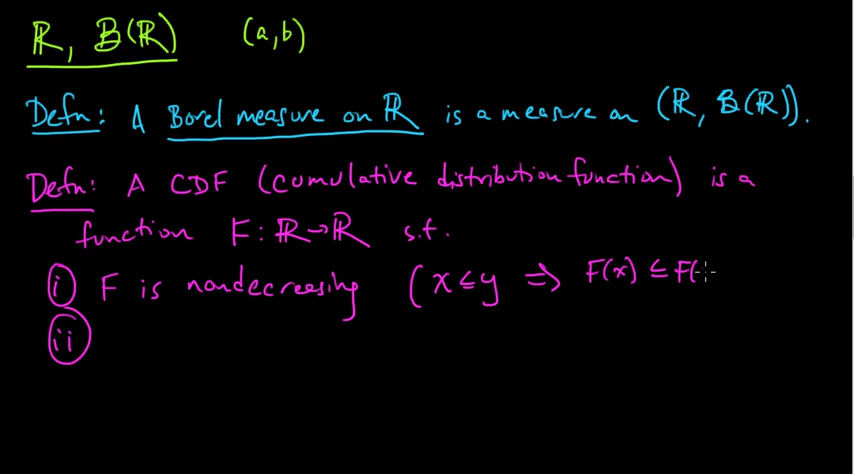 ℝ, B(ℝ) (a,b)
Defn: A Borel measure on ℝ is a measure on (ℝ, B(ℝ)).
Defn: A CDF (cumulative distribution function) is a
function F: ℝ→ℝ s.t.
(i) F is nondecreasing (x≤y ⇒ F(x) ≤ F(
(ii)